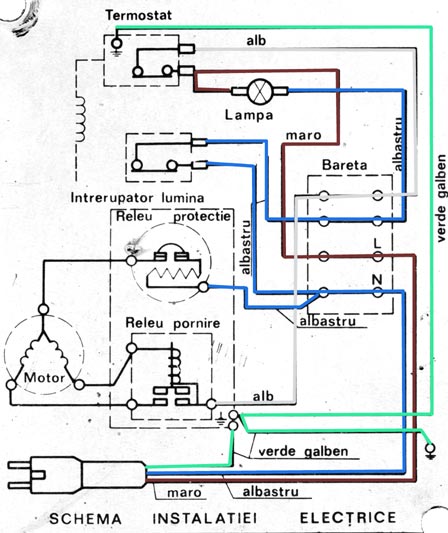 Termostat
alb
Lampa
maro
albastru
verde galben
Bareta
Intrerupator lumina
Releu protectie
albastru
L
N
albastru
Releu pornire
Motor
alb
verde galben
maro
albastru
SCHEMA INSTALATIEI ELECTRICE